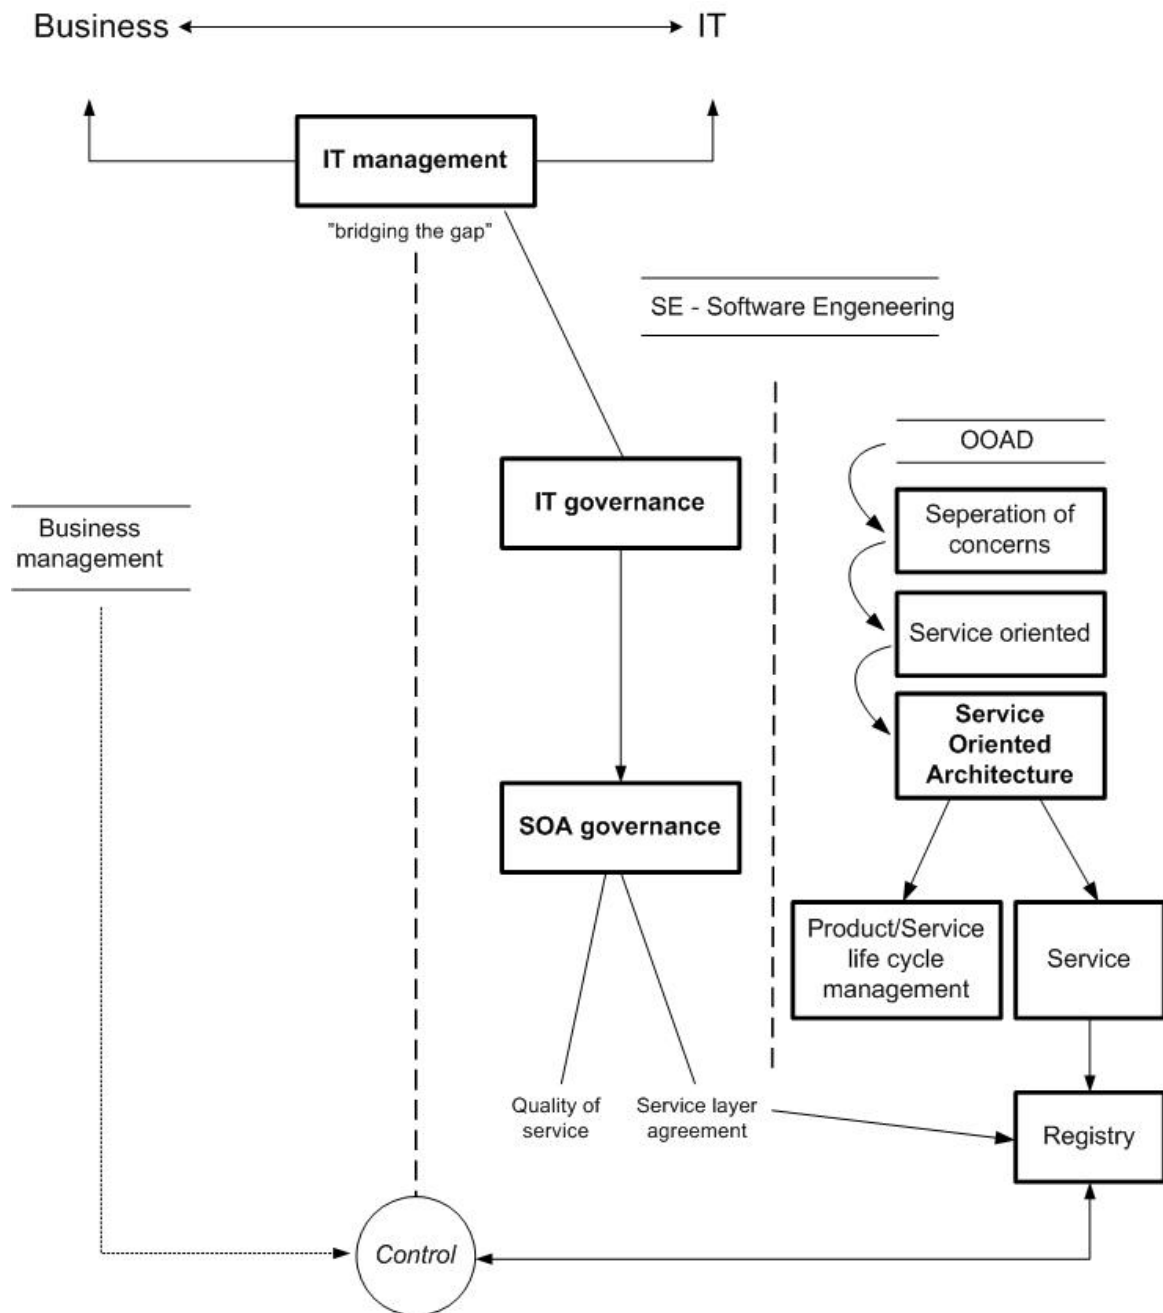 Business
IT
IT management
"bridging the gap"
SE - Software Engeneering
OOAD
IT governance
Seperation of
concerns
Business
management
Service oriented
Service
Oriented
Architecture
SOA governance
Product/Service
life cycle
management
Service
Quality of
service
Service layer
agreement
Registry
Control